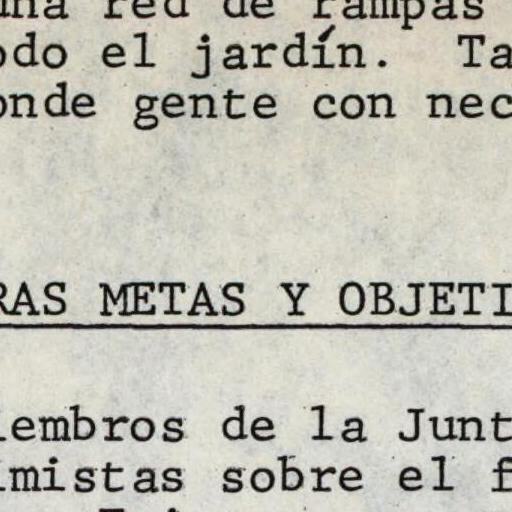 una red de rampas
odo el jardín. Ta
onde gente con nec
RAS METAS Y OBJETI
iembros de la Junt
imistas sobre el f